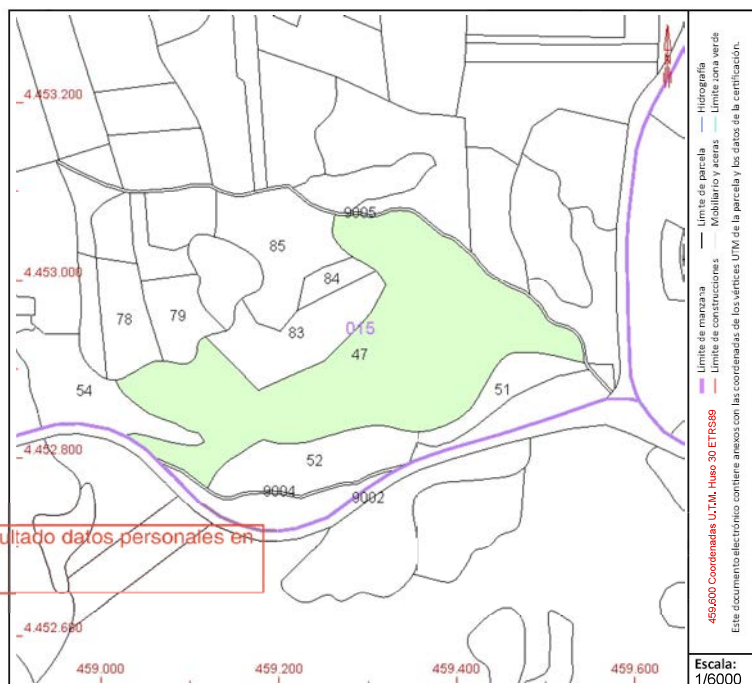 4.453.200
9005
85
4.453.000
84
78
79
83
015
47
54
51
4.452.800
52
9004
9002
ultado datos personales en
4.452.600
459.000
459.200
459.400
459.600
Límite de manzana
Límite de parcela
Hidrografía
Límite de construcciones
Mobiliario y aceras
Límite zona verde
459.600 Coordenadas U.T.M. Huso 30 ETRS89
Este documento electrónico contiene anexos con las coordenadas de los vértices UTM de la parcela y los datos de la certificación.
Escala:
1/6000